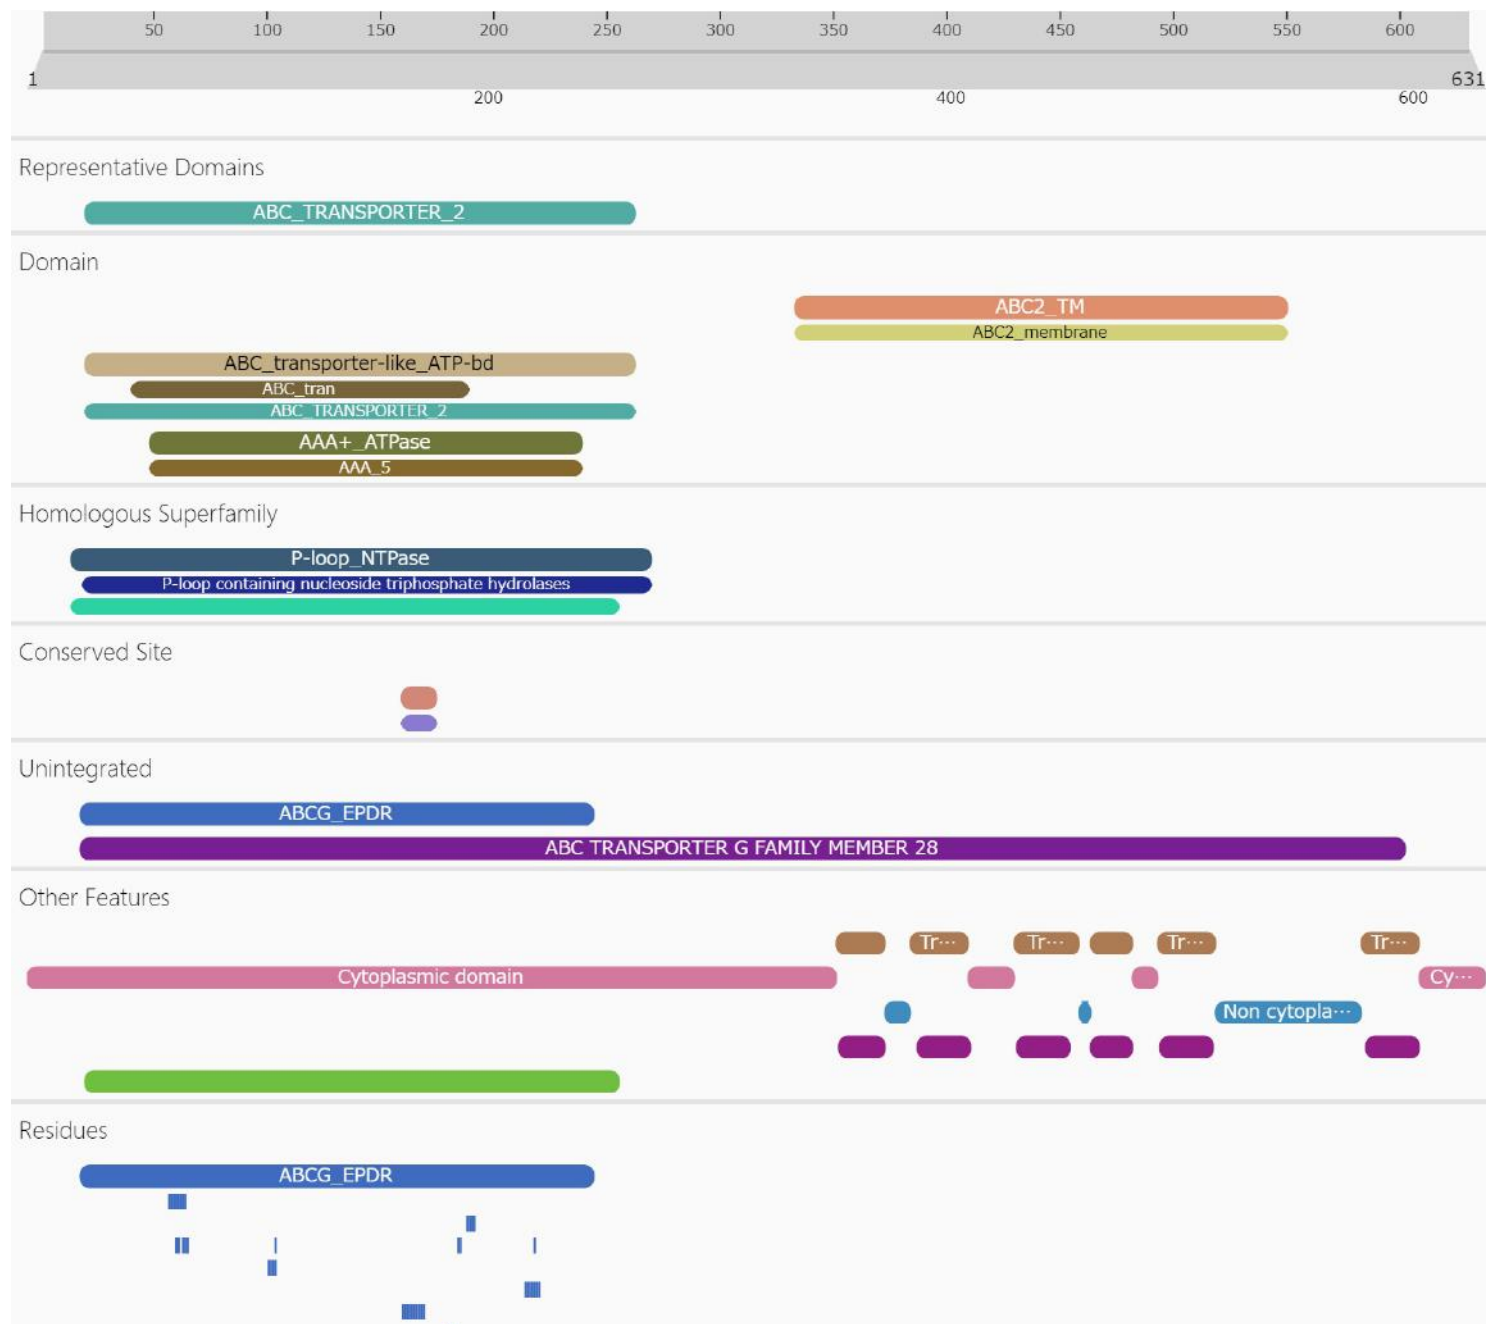 50 100 150 200 250 300 350 400 450 500 550 600
1 631
200 400 600
Representative Domains
ABC_TRANSPORTER_2
Domain
ABC2_TM
ABC2_membrane
ABC_transporter-like_ATP-bd
ABC_tran
ABC_TRANSPORTER_2
AAA+_ATPase
AAA_5
Homologous Superfamily
P-loop_NTPase
P-loop containing nucleoside triphosphate hydrolases
Conserved Site
Unintegrated
ABCG_EPDR
ABC TRANSPORTER G FAMILY MEMBER 28
Other Features
Tr··· Tr··· Tr··· Tr···
Cytoplasmic domain Cy···
Non cytopla···
Residues
ABCG_EPDR